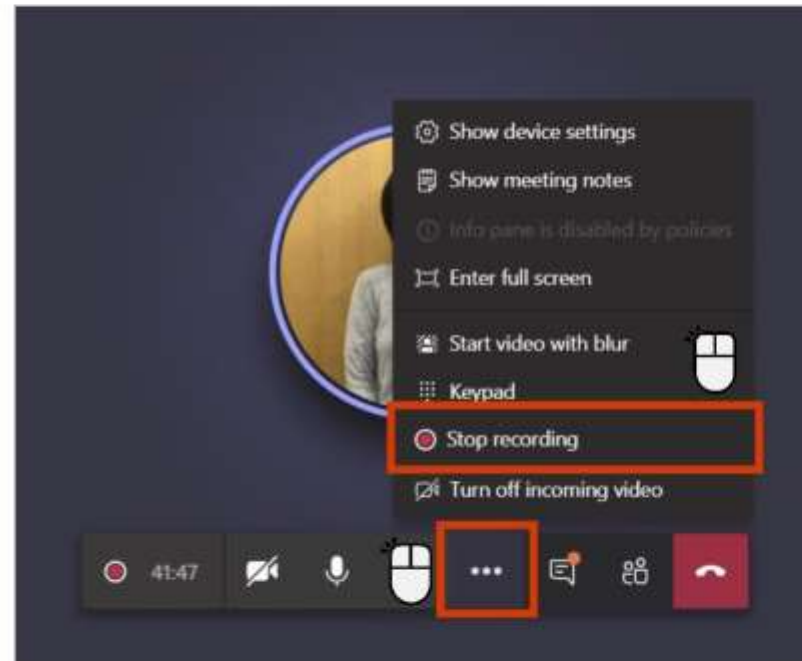 Show device settings
Show meeting notes
Info pane is disabled by policies
Enter full screen
Start video with blur
Keypad
Stop recording
Turn off incoming video
41:47